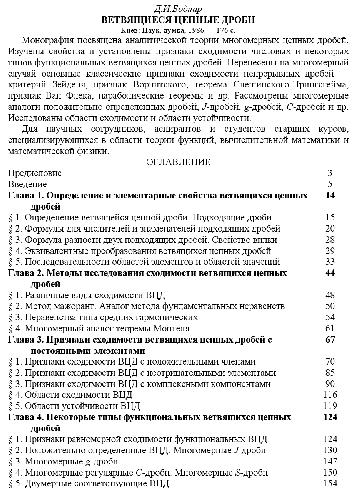 Д.И.Боднар
ВЕТВЯЩИЕСЯ ЦЕПНЫЕ ДРОБИ
Киев: Наук. думка, 1986. — 176 с.
Монография посвящена аналитической теории многомерных цепных дробей.
Изучены свойства и установлены признаки сходимости числовых и некоторых
типов функциональных ветвящихся цепных дробей. Перенесены на многомерный
случай основные классические признаки сходимости непрерывных дробей —
критерий Зейделя, признак Ворпитского, теорема Слешинского-Прингсгейма,
признак Ван Флека, параболические теоремы и др. Рассмотрены многомерные
аналоги положительно определенных дробей, J-дробей, g-дробей, C-дробей и др.
Исследованы области сходимости и области устойчивости.
Для научных сотрудников, аспирантов и студентов старших курсов,
специализирующихся в области теории функций, вычислительной математики и
математической физики.
ОГЛАВЛЕНИЕ
Предисловие 3
Введение 5
Глава 1. Определение и элементарные свойства ветвящихся цепных 14
дробей
§ 1. Определение ветвящейся цепной дроби. Подходящие дроби 15
§ 2. Формулы для числителей и знаменателей подходящих дробей 20
§ 3. Формула разности двух подходящих дробей. Свойство вилки 28
§ 4. Эквивалентные преобразования ветвящихся цепных дробей 29
§ 5. Последовательности областей элементов и областей значений 33
Глава 2. Методы исследования сходимости ветвящихся цепных 44
дробей
§ 1. Различные виды сходимости ВЦД 48
§ 2. Метод мажорант. Аналог метода фундаментальных неравенств 50
§ 3. Неравенства типа средних гармонических 54
§ 4. Многомерный аналог теоремы Монтеля 61
Глава 3. Признаки сходимости ветвящихся цепных дробей с 67
постоянными элементами
§ 1. Признаки сходимости ВЦД с положительными членами 70
§ 2. Признаки сходимости ВЦД с неотрицательными элементами 85
§ 3. Признаки сходимости ВЦД с комплексными компонентами 90
§ 4. Области сходимости ВЦД 116
§ 5. Области устойчивости ВЦД 119
Глава 4. Некоторые типы функциональных ветвящихся цепных 124
дробей
§ 1. Признаки равномерной сходимости функциональных ВЦД 124
§ 2. Положительно определенные ВЦД. Многомерные J-дроби 130
§ 3. Многомерные g-дроби 147
§ 4. Многомерные регулярные C-дроби. Многомерные S-дроби 150
§ 5. Двумерные соответствующие ВЦД 154